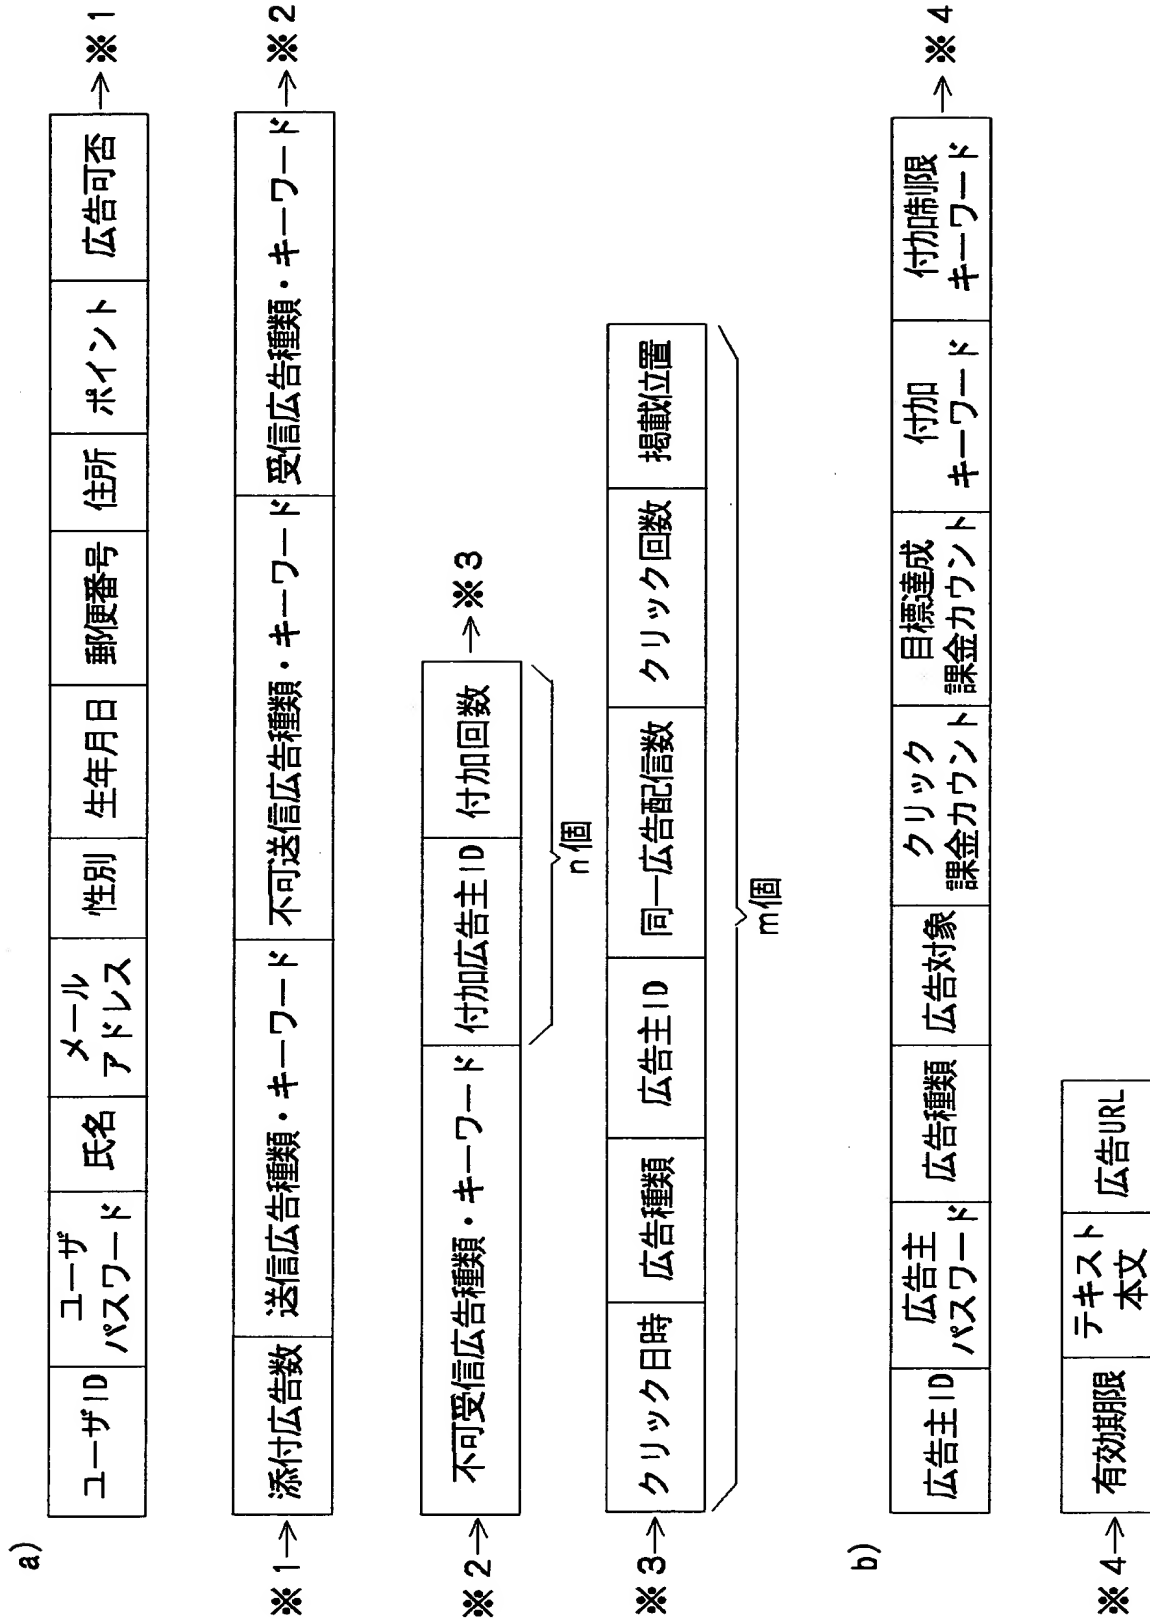 a)
ユーザID
ユーザ
パスワード
氏名
メール
アドレス
性別
生年月日
郵便番号
住所
ポイント
広告可否
→※1
※1→
添付広告数
送信広告種類・キーワード
不可送信広告種類・キーワード
受信広告種類・キーワード
→※2
※2→
不可受信広告種類・キーワード
付加広告主ID
付加回数
→※3
n個
※3→
クリック日時
広告種類
広告主ID
同一広告配信数
クリック回数
掲載位置
m個
b)
広告主ID
広告主
パスワード
広告種類
広告対象
クリック
課金カウント
目標達成
課金カウント
付加
キーワード
付加制限
キーワード
→※4
※4→
有効期限
テキスト
本文
広告URL